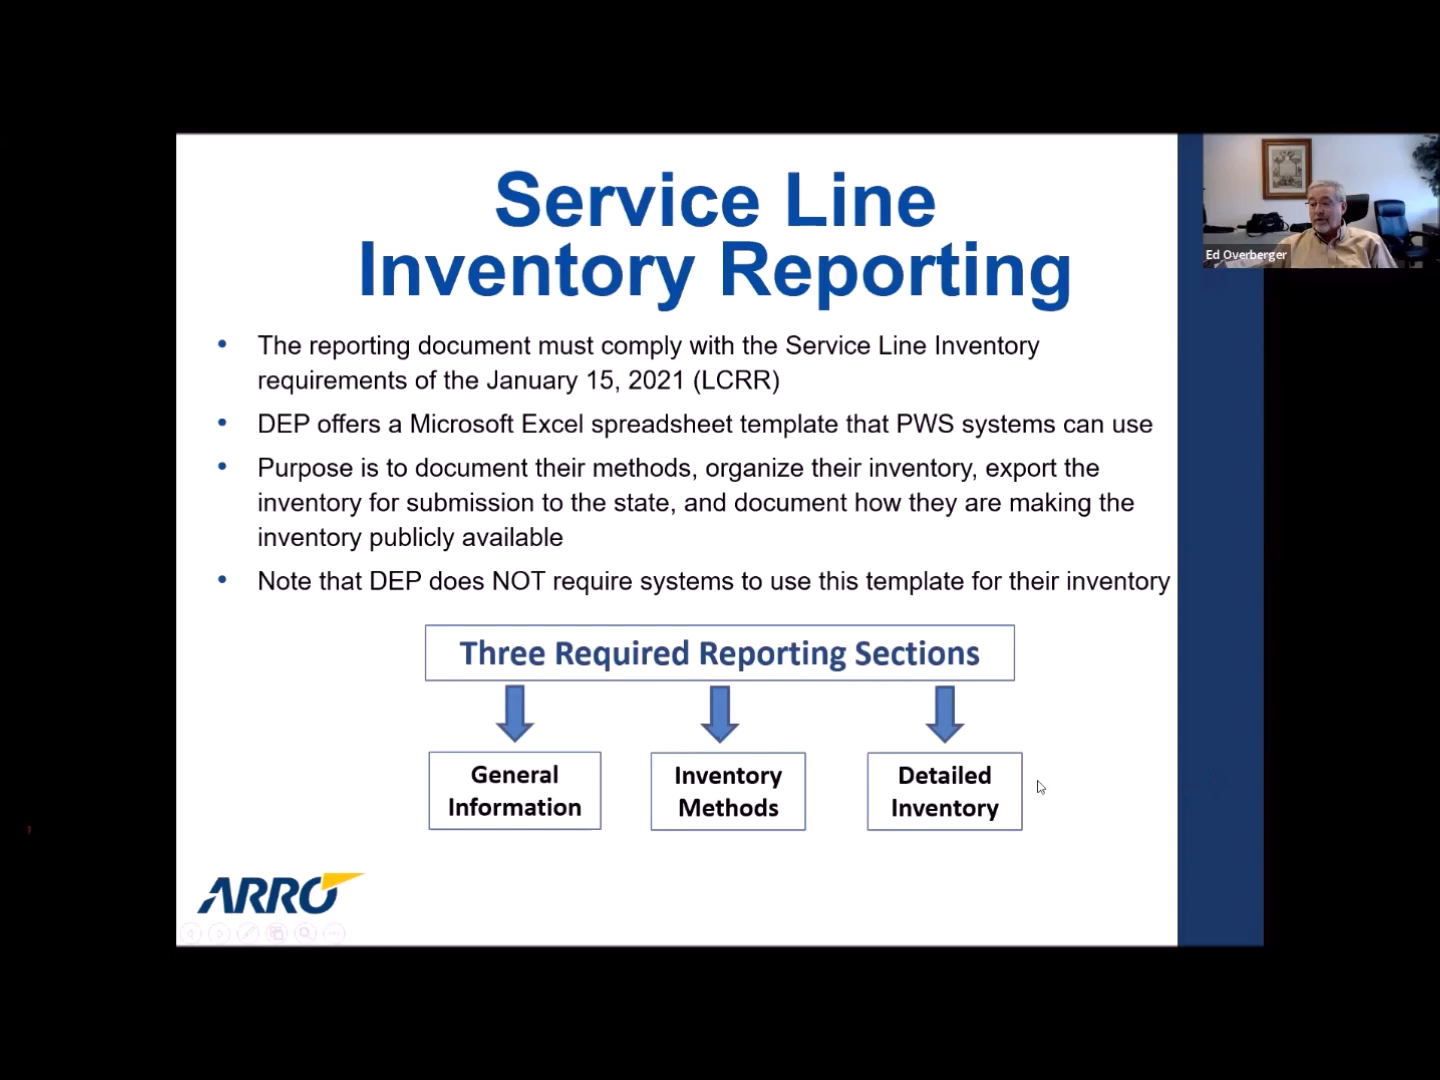 Service Line
Inventory Reporting
• The reporting document must comply with the Service Line Inventory
requirements of the January 15, 2021 (LCRR)
• DEP offers a Microsoft Excel spreadsheet template that PWS systems can use
• Purpose is to document their methods, organize their inventory, export the
inventory for submission to the state, and document how they are making the
inventory publicly available
• Note that DEP does NOT require systems to use this template for their inventory
Three Required Reporting Sections
General
Information
Inventory
Methods
Detailed
Inventory
ARRO
Ed Overberger